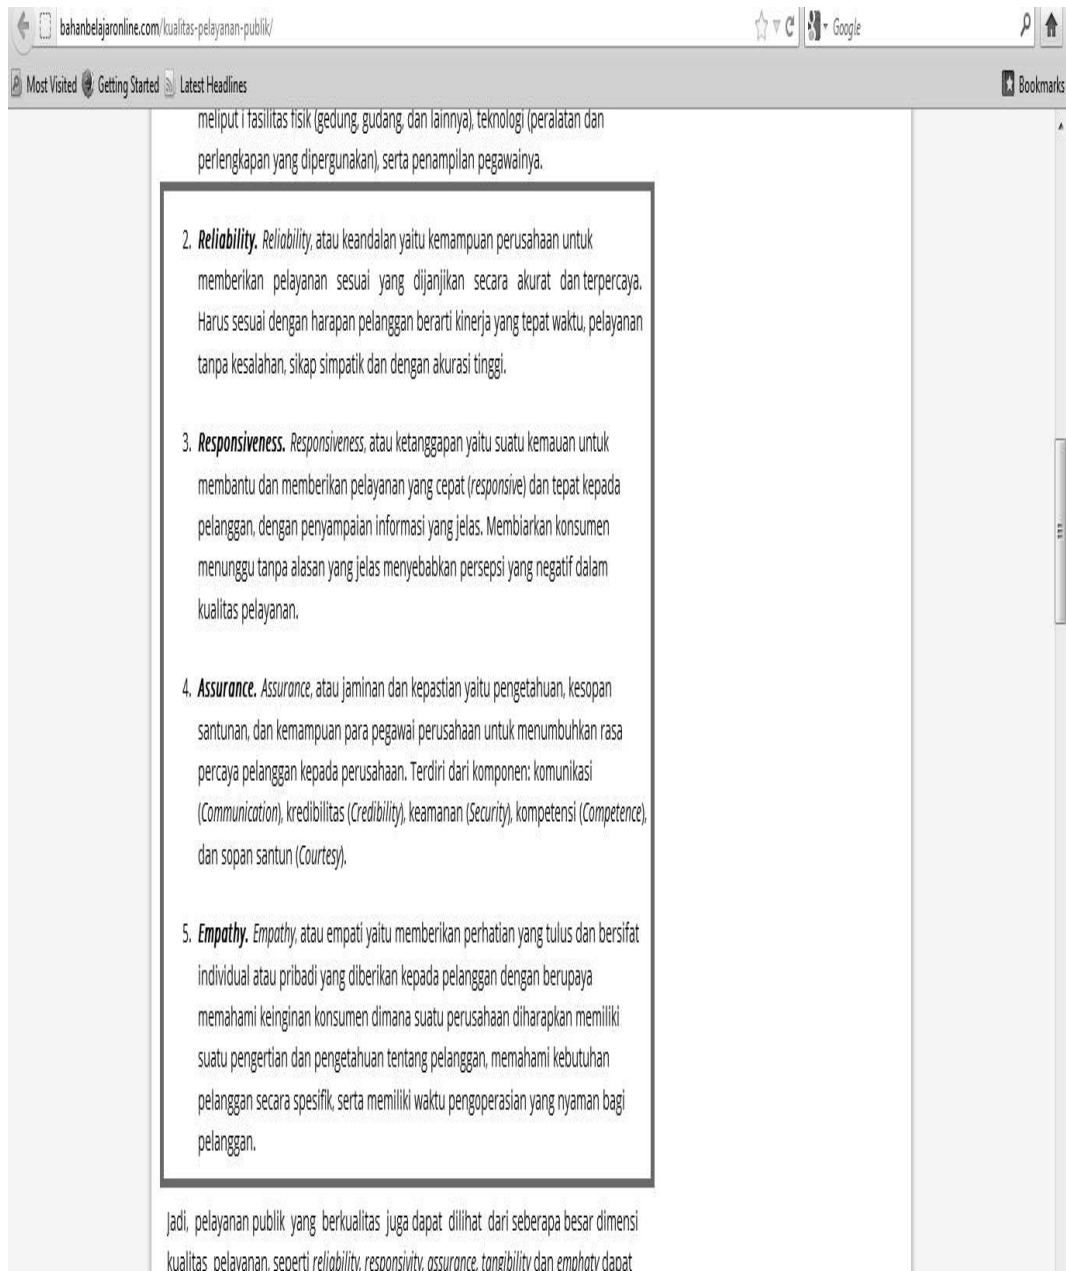 bahanbelajaronline.com/kualitas-pelayanan-publik/
Google
Most Visited Getting Started Latest Headlines
Bookmarks
meliput i fasilitas fisik (gedung, gudang, dan lainnya), teknologi (peralatan dan
perlengkapan yang dipergunakan), serta penampilan pegawainya.
2. Reliability. Reliability, atau keandalan yaitu kemampuan perusahaan untuk
memberikan pelayanan sesuai yang dijanjikan secara akurat dan terpercaya.
Harus sesuai dengan harapan pelanggan berarti kinerja yang tepat waktu, pelayanan
tanpa kesalahan, sikap simpatik dan dengan akurasi tinggi.
3. Responsiveness. Responsiveness, atau ketanggapan yaitu suatu kemauan untuk
membantu dan memberikan pelayanan yang cepat (responsive) dan tepat kepada
pelanggan, dengan penyampaian informasi yang jelas. Membiarkan konsumen
menunggu tanpa alasan yang jelas menyebabkan persepsi yang negatif dalam
kualitas pelayanan.
4. Assurance. Assurance, atau jaminan dan kepastian yaitu pengetahuan, kesopan
santunan, dan kemampuan para pegawai perusahaan untuk menumbuhkan rasa
percaya pelanggan kepada perusahaan. Terdiri dari komponen: komunikasi
(Communication), kredibilitas (Credibility), keamanan (Security), kompetensi (Competence),
dan sopan santun (Courtesy).
5. Empathy. Empathy, atau empati yaitu memberikan perhatian yang tulus dan bersifat
individual atau pribadi yang diberikan kepada pelanggan dengan berupaya
memahami keinginan konsumen dimana suatu perusahaan diharapkan memiliki
suatu pengertian dan pengetahuan tentang pelanggan, memahami kebutuhan
pelanggan secara spesifik, serta memiliki waktu pengoperasian yang nyaman bagi
pelanggan.
Jadi, pelayanan publik yang berkualitas juga dapat dilihat dari seberapa besar dimensi
kualitas pelayanan, seperti reliability, responsivity, assurance, tangibility dan emphaty dapat